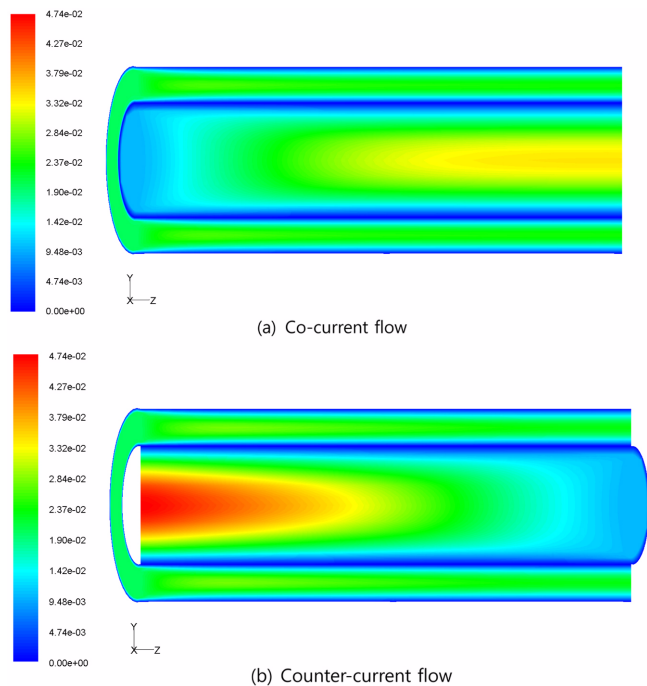 4.74e-02
4.27e-02
3.79e-02
3.32e-02
2.84e-02
2.37e-02
1.90e-02
1.42e-02
9.48e-03
4.74e-03
0.00e+00
Y
X Z
(a) Co-current flow
4.74e-02
4.27e-02
3.79e-02
3.32e-02
2.84e-02
2.37e-02
1.90e-02
1.42e-02
9.48e-03
4.74e-03
0.00e+00
Y
X Z
(b) Counter-current flow